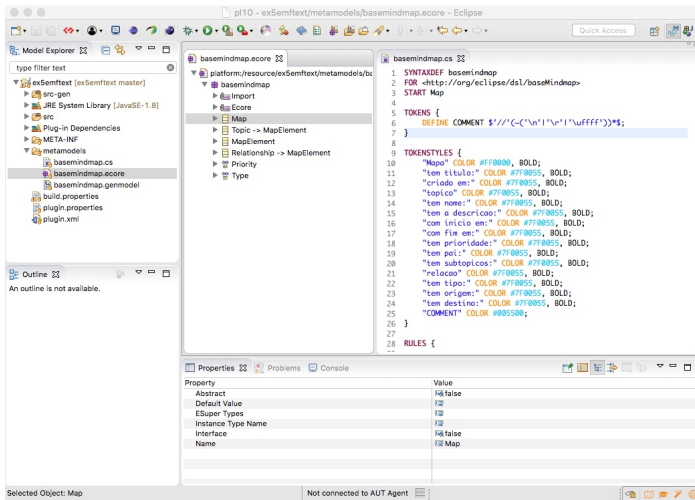 pl10 - ex5emftext/metamodels/basemindmap.ecore - Eclipse
Quick Access
Model Explorer
type filter text
ex5emftext [ex5emftext master]
src-gen
JRE System Library [JavaSE-1.8]
src
Plug-in Dependencies
META-INF
metamodels
basemindmap.cs
basemindmap.ecore
basemindmap.genmodel
build.properties
plugin.properties
plugin.xml
Outline
An outline is not available.
basemindmap.ecore
platform:/resource/ex5emftext/metamodels/ba
basemindmap
Import
Ecore
Map
Topic -> MapElement
MapElement
Relationship -> MapElement
Priority
Type
basemindmap.cs
1 SYNTAXDEF basemindmap
2 FOR <http://org/eclipse/dsl/baseMindmap>
3 START Map
4
5 TOKENS {
6 DEFINE COMMENT $'//'(~('\n'|'\r'|'\uffff'))*$;
7 }
8
9 TOKENSTYLES {
10 "Mapa" COLOR #FF0000, BOLD;
11 "tem titulo:" COLOR #7F0055, BOLD;
12 "criado em:" COLOR #7F0055, BOLD;
13 "topico" COLOR #7F0055, BOLD;
14 "tem nome:" COLOR #7F0055, BOLD;
15 "tem a descricao:" COLOR #7F0055, BOLD;
16 "com inicio em:" COLOR #7F0055, BOLD;
17 "com fim em:" COLOR #7F0055, BOLD;
18 "tem prioridade:" COLOR #7F0055, BOLD;
19 "tem pai:" COLOR #7F0055, BOLD;
20 "tem subtopicos:" COLOR #7F0055, BOLD;
21 "relacao" COLOR #7F0055, BOLD;
22 "tem tipo:" COLOR #7F0055, BOLD;
23 "tem origem:" COLOR #7F0055, BOLD;
24 "tem destino:" COLOR #7F0055, BOLD;
25 "COMMENT" COLOR #005500;
26 }
27
28 RULES {
Properties
Problems
Console
Property Value
Abstract false
Default Value
ESuper Types
Instance Type Name
Interface false
Name Map
Selected Object: Map
Not connected to AUT Agent